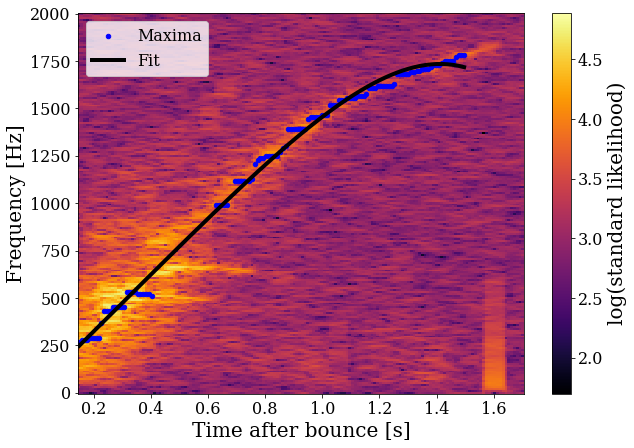 2000
1750
1500
1250
1000
750
500
250
0
Frequency [Hz]
Maxima
Fit
0.2 0.4 0.6 0.8 1.0 1.2 1.4 1.6
Time after bounce [s]
4.5
4.0
3.5
3.0
2.5
2.0
log(standard likelihood)